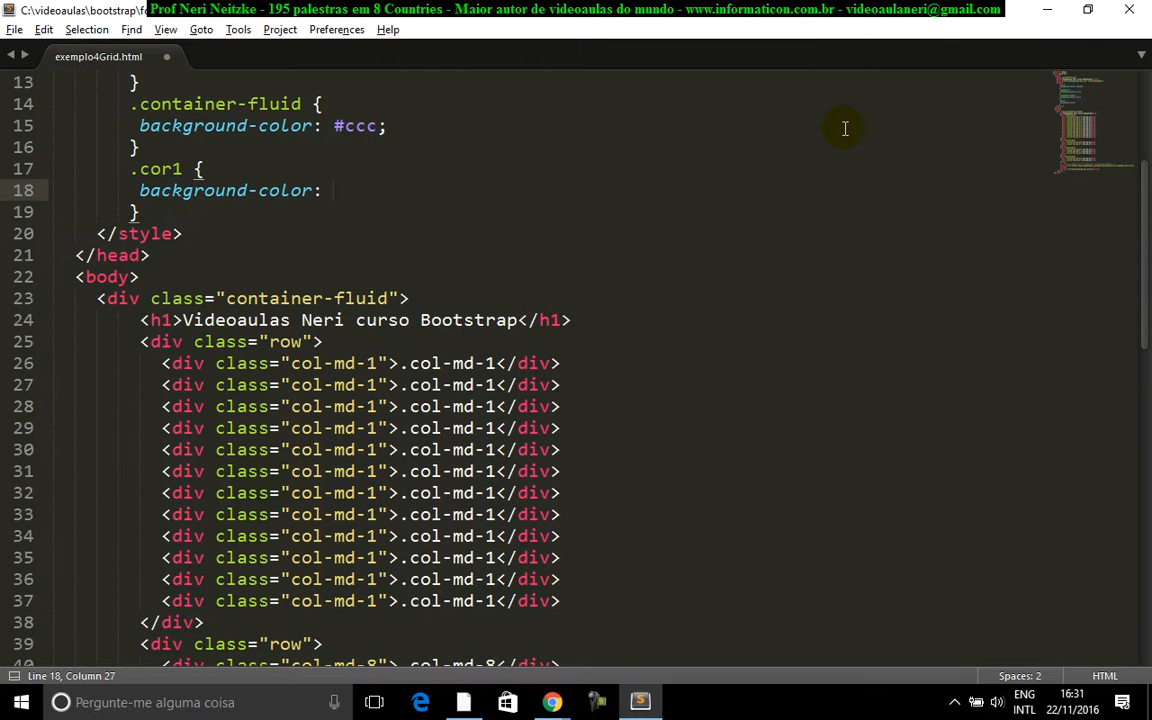 C:\videoaulas\bootstrap\fo
Prof Neri Neitzke - 195 palestras em 8 Countries - Maior autor de videoaulas do mundo - www.informaticon.com.br - videoaulaneri@gmail.com
File Edit Selection Find View Goto Tools Project Preferences Help
exemplo4Grid.html
13 }
14 .container-fluid {
15 background-color: #ccc;
16 }
17 .cor1 {
18 background-color:
19 }
20 </style>
21 </head>
22 <body>
23 <div class="container-fluid">
24 <h1>Videoaulas Neri curso Bootstrap</h1>
25 <div class="row">
26 <div class="col-md-1">.col-md-1</div>
27 <div class="col-md-1">.col-md-1</div>
28 <div class="col-md-1">.col-md-1</div>
29 <div class="col-md-1">.col-md-1</div>
30 <div class="col-md-1">.col-md-1</div>
31 <div class="col-md-1">.col-md-1</div>
32 <div class="col-md-1">.col-md-1</div>
33 <div class="col-md-1">.col-md-1</div>
34 <div class="col-md-1">.col-md-1</div>
35 <div class="col-md-1">.col-md-1</div>
36 <div class="col-md-1">.col-md-1</div>
37 <div class="col-md-1">.col-md-1</div>
38 </div>
39 <div class="row">
40 <div class="col-md-8">.col-md-8</div>
Line 18, Column 27 Spaces: 2 HTML
Pergunte-me alguma coisa
ENG 16:31
INTL 22/11/2016